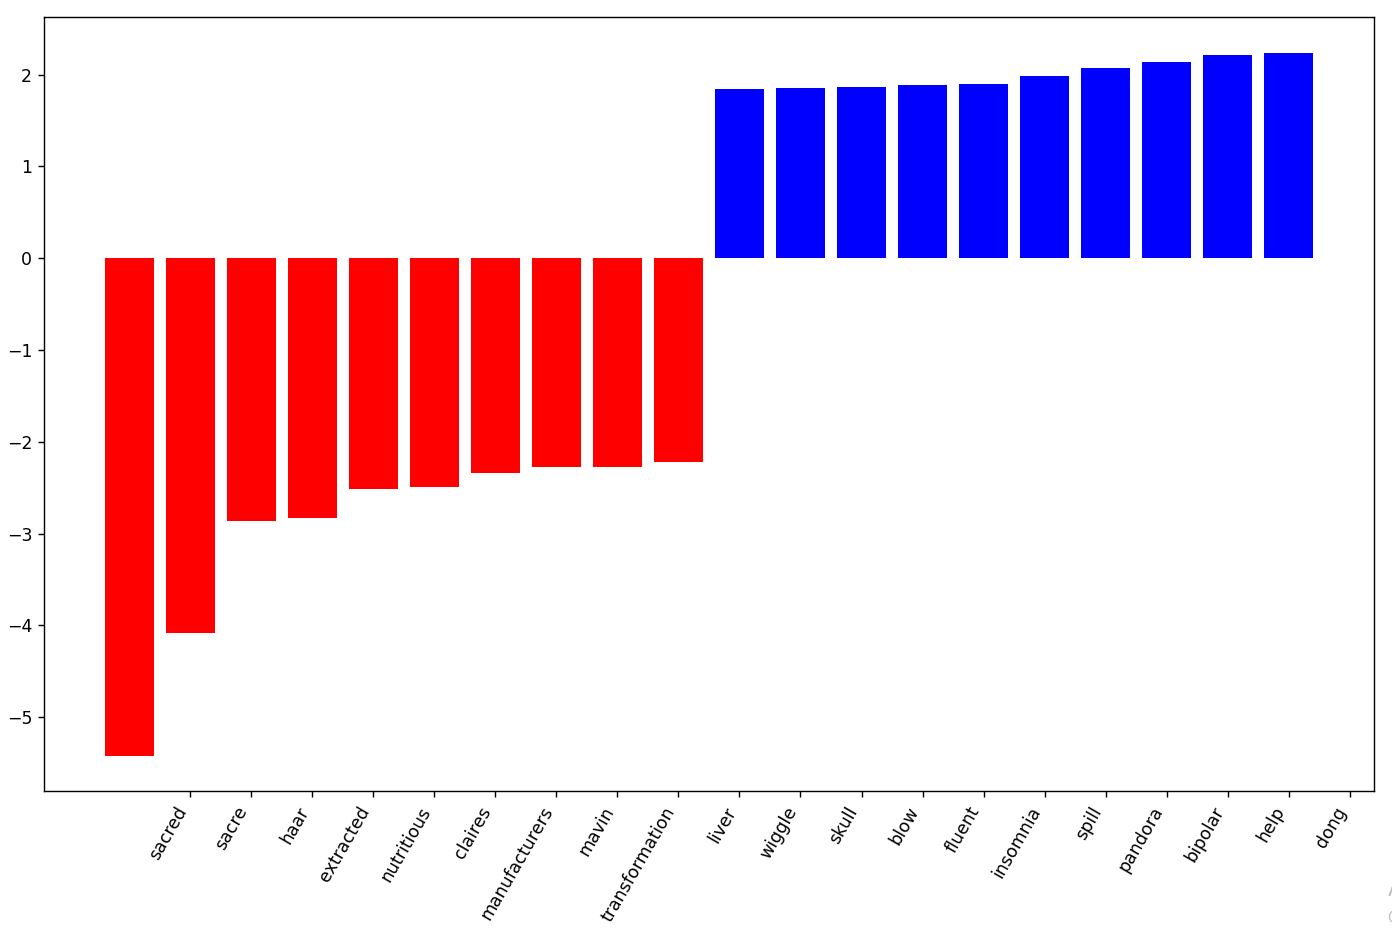 2
1
0
−1
−2
−3
−4
−5
sacred
sacre
haar
extracted
nutritious
claires
manufacturers
mavin
transformation
liver
wiggle
skull
blow
fluent
insomnia
spill
pandora
bipolar
help
dong